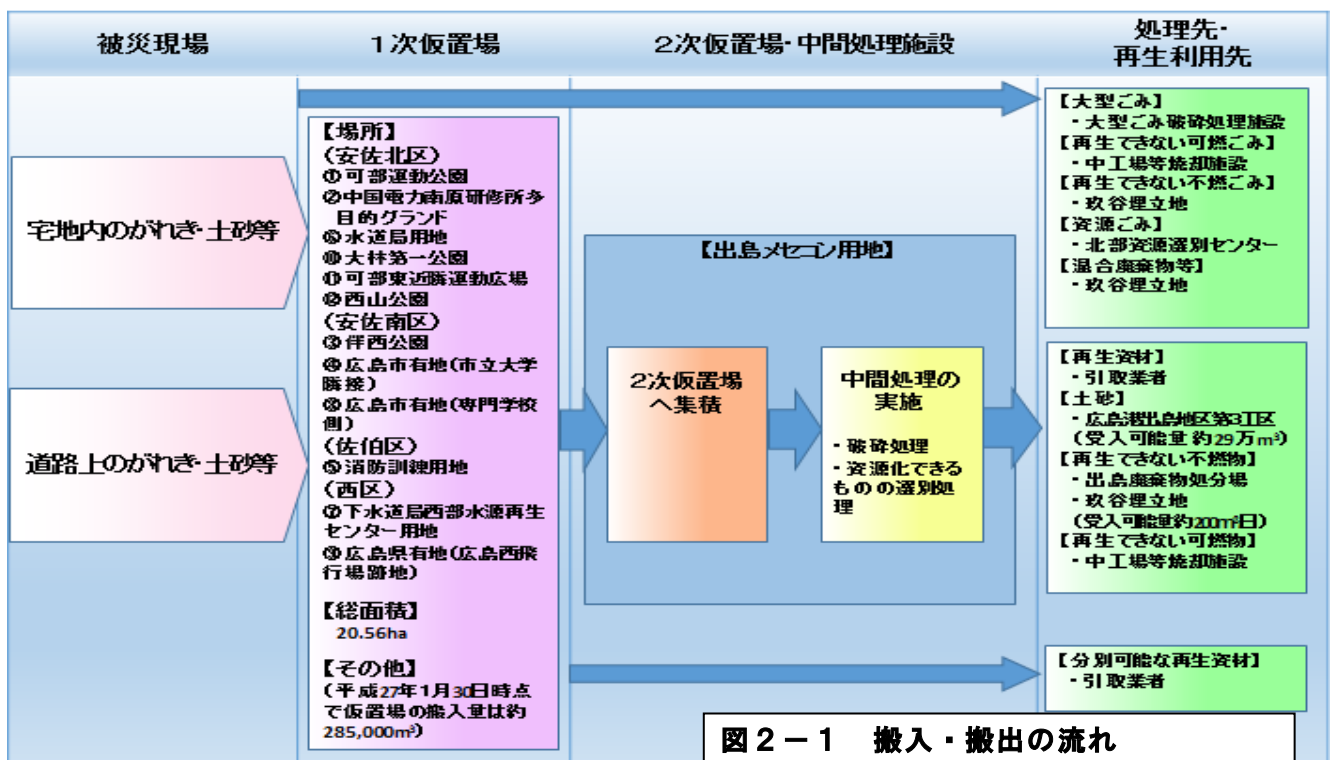 被災現場
1次仮置場
2次仮置場・中間処理施設
処理先・
再生利用先
宅地内のがれき・土砂等
道路上のがれき・土砂等
【場所】
(安佐北区)
①可部運動公園
②中国電力南原研修所多
目的グランド
⑥水道局用地
⑩大林第一公園
⑪可部東近隣運動広場
⑫西山公園
(安佐南区)
③伴西公園
④広島市有地(市立大学
隣接)
⑧広島市有地(専門学校
側)
(佐伯区)
⑤消防訓練用地
(西区)
⑦下水道局西部水源再生
センター用地
⑨広島県有地(広島西飛
行場跡地)
【総面積】
20.56ha
【その他】
(平成27年1月30日時点
で仮置場の搬入量は約
285,000m³)
【出島メセコン用地】
2次仮置場
へ集積
中間処理の
実施
・破砕処理
・資源化できる
ものの選別処
理
【大型ごみ】
・大型ごみ破砕処理施設
【再生できない可燃ごみ】
・中工場等焼却施設
【再生できない不燃ごみ】
・玖谷埋立地
【資源ごみ】
・北部資源選別センター
【混合廃棄物等】
・玖谷埋立地
【再生資材】
・引取業者
【土砂】
・広島港出島地区第3工区
(受入可能量約29万m³)
【再生できない不燃物】
・出島廃棄物処分場
・玖谷埋立地
(受入可能量約200m³/日)
【再生できない可燃物】
・中工場等焼却施設
【分別可能な再生資材】
・引取業者
図2-1 搬入・搬出の流れ